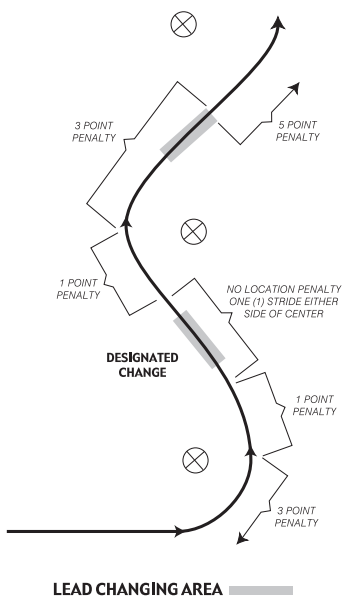 3 POINT
PENALTY
5 POINT
PENALTY
1 POINT
PENALTY
NO LOCATION PENALTY
ONE (1) STRIDE EITHER
SIDE OF CENTER
DESIGNATED
CHANGE
1 POINT
PENALTY
3 POINT
PENALTY
LEAD CHANGING AREA